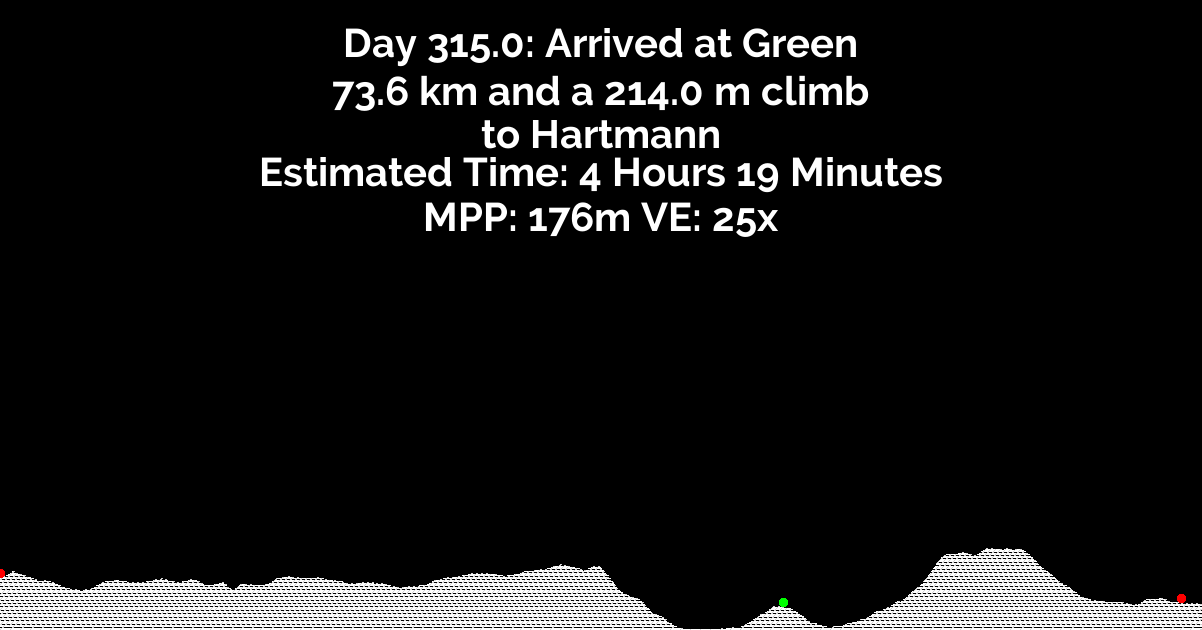 Day 315.0: Arrived at Green
73.6 km and a 214.0 m climb
to Hartmann
Estimated Time: 4 Hours 19 Minutes
MPP: 176m VE: 25x